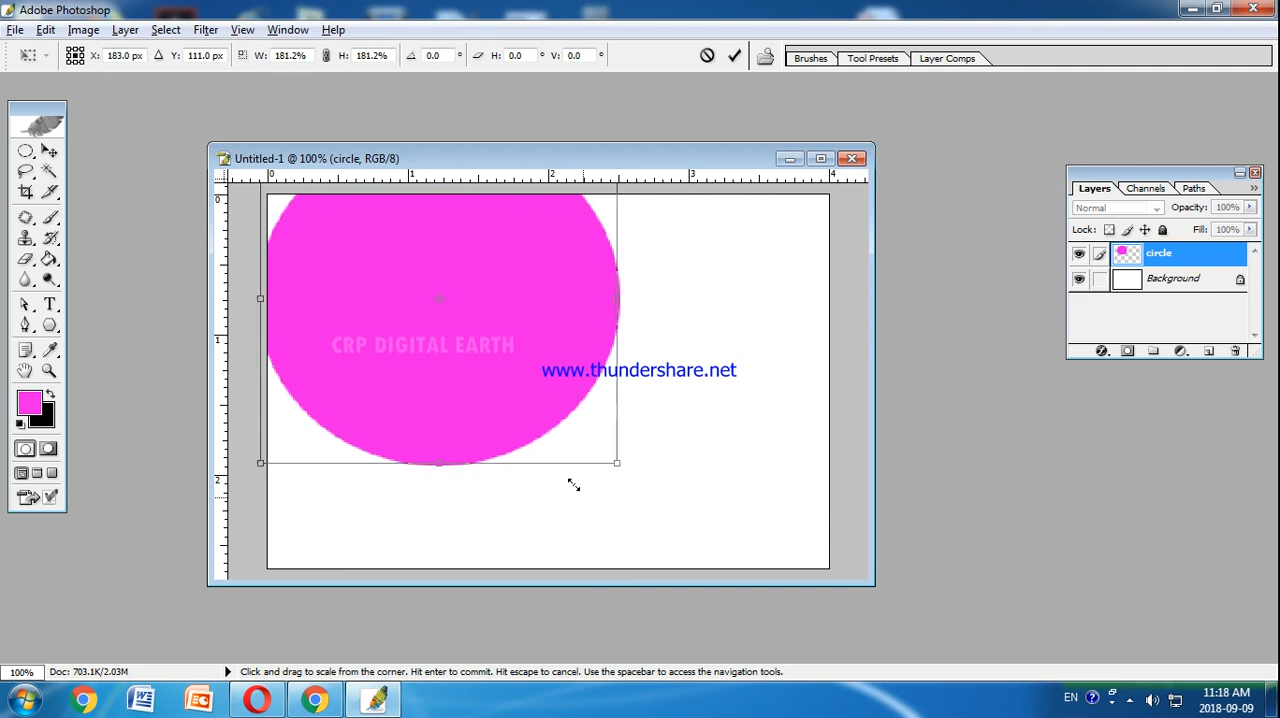 Adobe Photoshop
File Edit Image Layer Select Filter View Window Help
X: 183.0 px Y: 111.0 px W: 181.2% H: 181.2% 0.0 ° H: 0.0 ° V: 0.0 °
Brushes Tool Presets Layer Comps
Untitled-1 @ 100% (circle, RGB/8)
0 1 2 3 4
0
1
2
CRP DIGITAL EARTH
www.thundershare.net
Layers Channels Paths
Normal Opacity: 100%
Lock: Fill: 100%
circle
Background
T
100% Doc: 703.1K/2.03M Click and drag to scale from the corner. Hit enter to commit. Hit escape to cancel. Use the spacebar to access the navigation tools.
EN 11:18 AM
2018-09-09